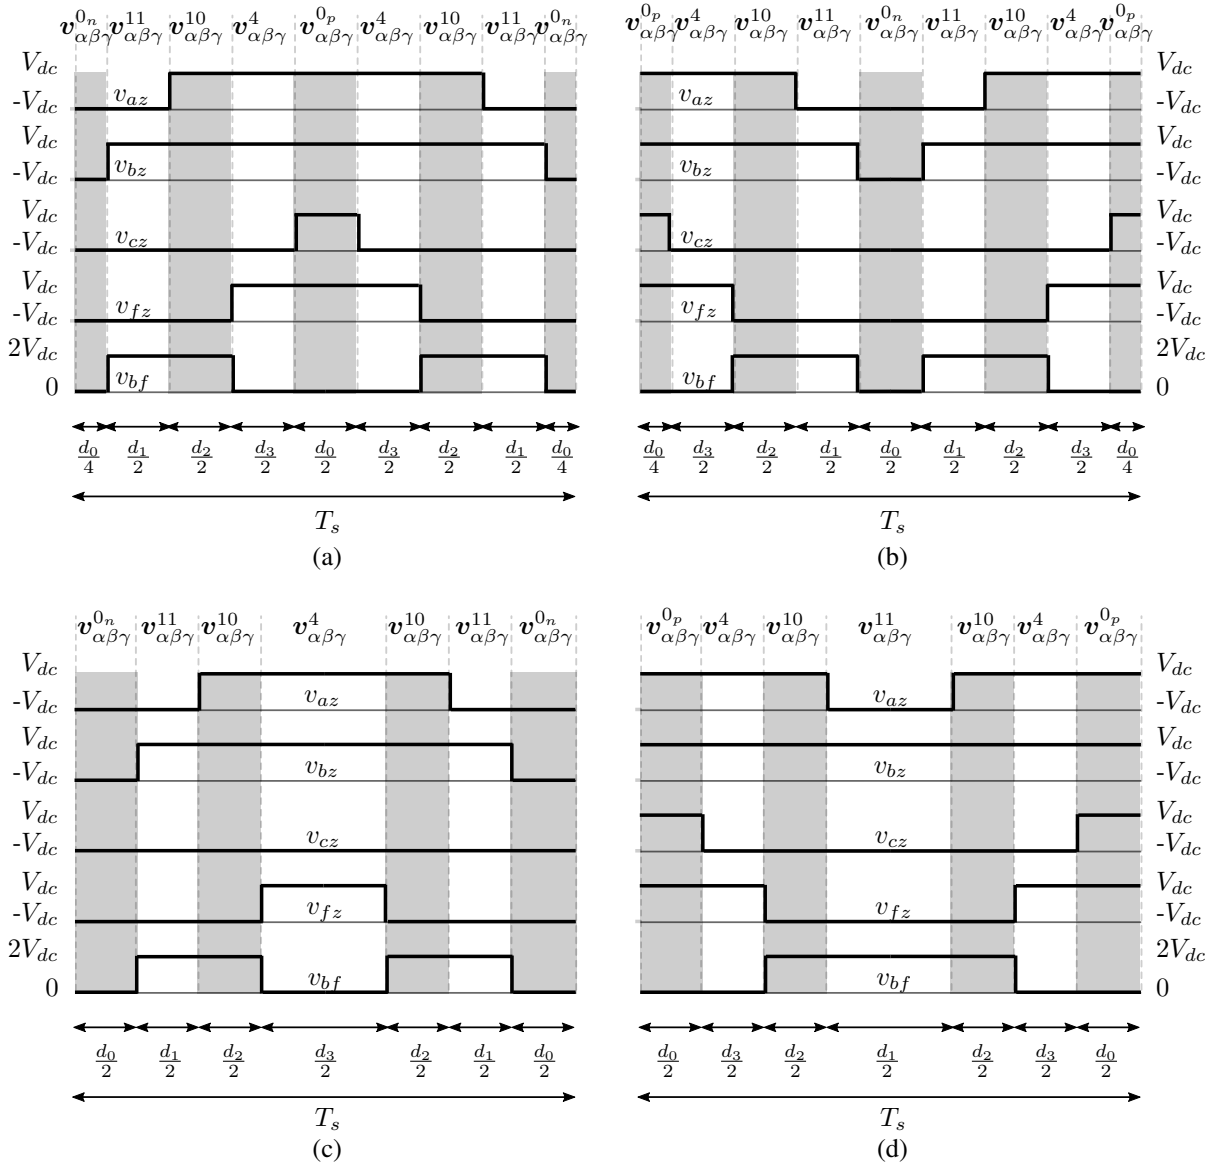 v^{0_n}_{αβγ} v^{11}_{αβγ} v^{10}_{αβγ} v^{4}_{αβγ} v^{0_p}_{αβγ} v^{4}_{αβγ} v^{10}_{αβγ} v^{11}_{αβγ} v^{0_n}_{αβγ}
V_{dc}
-V_{dc}
v_{az}
V_{dc}
-V_{dc}
v_{bz}
V_{dc}
-V_{dc}
v_{cz}
V_{dc}
-V_{dc}
v_{fz}
2V_{dc}
0
v_{bf}
d_0/4 d_1/2 d_2/2 d_3/2 d_0/2 d_3/2 d_2/2 d_1/2 d_0/4
T_s
(a)
v^{0_p}_{αβγ} v^{4}_{αβγ} v^{10}_{αβγ} v^{11}_{αβγ} v^{0_n}_{αβγ} v^{11}_{αβγ} v^{10}_{αβγ} v^{4}_{αβγ} v^{0_p}_{αβγ}
v_{az}
V_{dc}
-V_{dc}
v_{bz}
V_{dc}
-V_{dc}
v_{cz}
V_{dc}
-V_{dc}
v_{fz}
V_{dc}
-V_{dc}
v_{bf}
2V_{dc}
0
d_0/4 d_3/2 d_2/2 d_1/2 d_0/2 d_1/2 d_2/2 d_3/2 d_0/4
T_s
(b)
v^{0_n}_{αβγ} v^{11}_{αβγ} v^{10}_{αβγ} v^{4}_{αβγ} v^{10}_{αβγ} v^{11}_{αβγ} v^{0_n}_{αβγ}
V_{dc}
-V_{dc}
v_{az}
V_{dc}
-V_{dc}
v_{bz}
V_{dc}
-V_{dc}
v_{cz}
V_{dc}
-V_{dc}
v_{fz}
2V_{dc}
0
v_{bf}
d_0/2 d_1/2 d_2/2 d_3/2 d_2/2 d_1/2 d_0/2
T_s
(c)
v^{0_p}_{αβγ} v^{4}_{αβγ} v^{10}_{αβγ} v^{11}_{αβγ} v^{10}_{αβγ} v^{4}_{αβγ} v^{0_p}_{αβγ}
v_{az}
V_{dc}
-V_{dc}
v_{bz}
V_{dc}
-V_{dc}
v_{cz}
V_{dc}
-V_{dc}
v_{fz}
V_{dc}
-V_{dc}
v_{bf}
2V_{dc}
0
d_0/2 d_3/2 d_2/2 d_1/2 d_2/2 d_3/2 d_0/2
T_s
(d)